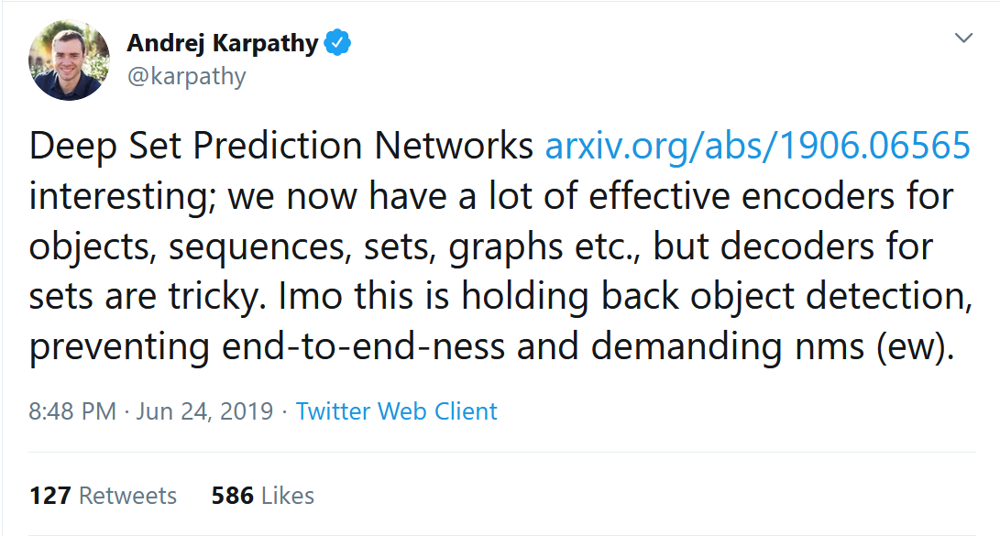 Andrej Karpathy
@karpathy
Deep Set Prediction Networks arxiv.org/abs/1906.06565
interesting; we now have a lot of effective encoders for
objects, sequences, sets, graphs etc., but decoders for
sets are tricky. Imo this is holding back object detection,
preventing end-to-end-ness and demanding nms (ew).
8:48 PM · Jun 24, 2019 · Twitter Web Client
127 Retweets 586 Likes